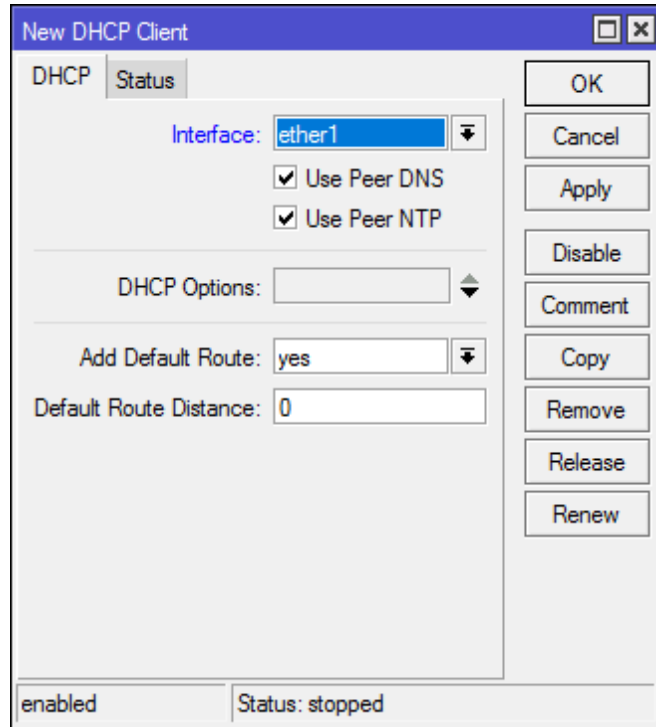 New DHCP Client
DHCP Status
Interface: ether1
Use Peer DNS
Use Peer NTP
DHCP Options:
Add Default Route: yes
Default Route Distance: 0
OK
Cancel
Apply
Disable
Comment
Copy
Remove
Release
Renew
enabled Status: stopped